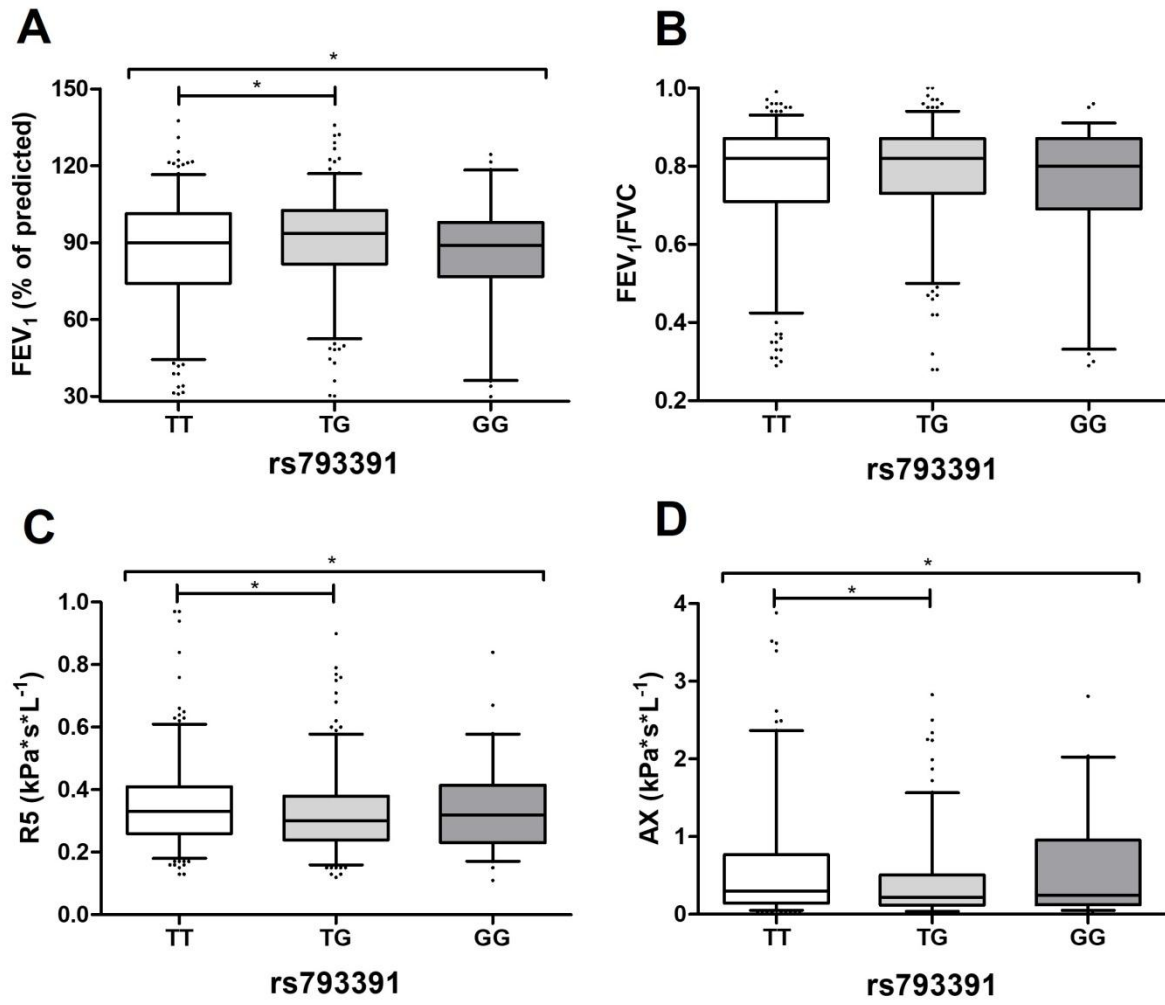 A
*
*
FEV₁ (% of predicted)
150
120
90
60
30
TT TG GG
rs793391
B
FEV₁/FVC
1.0
0.8
0.6
0.4
0.2
TT TG GG
rs793391
C
*
*
R5 (kPa*s*L⁻¹)
1.0
0.8
0.6
0.4
0.2
0.0
TT TG GG
rs793391
D
*
*
AX (kPa*s*L⁻¹)
4
3
2
1
0
TT TG GG
rs793391